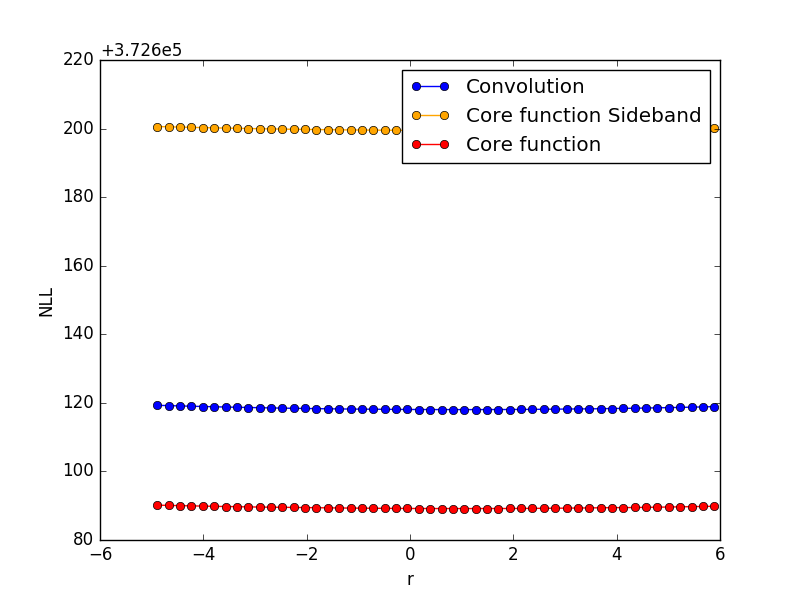 +3.726e5
220
200
180
160
140
120
100
80
NLL
Convolution
Core function Sideband
Core function
−6
−4
−2
0
2
4
6
r